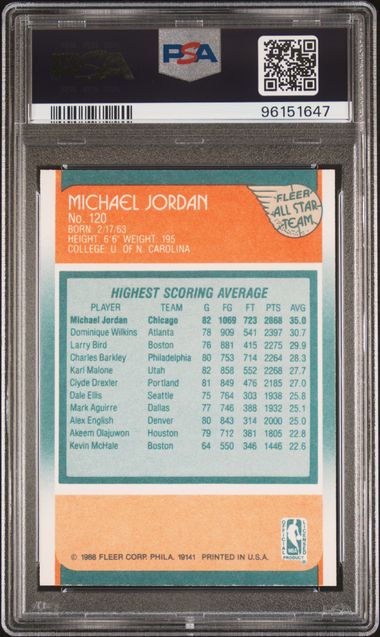 PSA
PSA
96151647
MICHAEL JORDAN
No. 120
BORN: 2/17/63
HEIGHT: 6'6" WEIGHT: 195
COLLEGE: U. OF N. CAROLINA
FLEER
ALL STAR
TEAM
HIGHEST SCORING AVERAGE
PLAYER TEAM G FG FT PTS AVG
Michael Jordan Chicago 82 1069 723 2868 35.0
Dominique Wilkins Atlanta 78 909 541 2397 30.7
Larry Bird Boston 76 881 415 2275 29.9
Charles Barkley Philadelphia 80 753 714 2264 28.3
Karl Malone Utah 82 858 552 2268 27.7
Clyde Drexler Portland 81 849 476 2185 27.0
Dale Ellis Seattle 75 764 303 1938 25.8
Mark Aguirre Dallas 77 746 388 1932 25.1
Alex English Denver 80 843 314 2000 25.0
Akeem Olajuwon Houston 79 712 381 1805 22.8
Kevin McHale Boston 64 550 346 1446 22.6
OFFICIAL LICENSED
NBA
PRODUCT
© 1988 FLEER CORP. PHILA. 19141 PRINTED IN U.S.A.